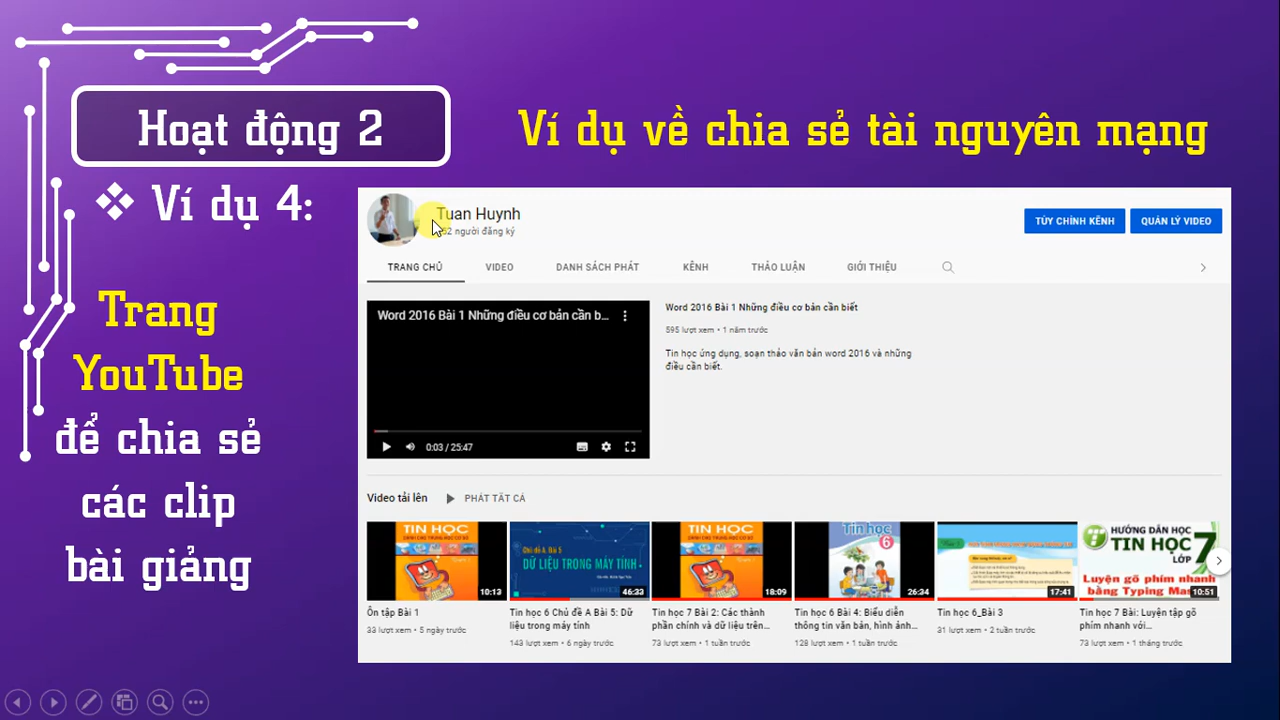 Hoạt động 2
Ví dụ về chia sẻ tài nguyên mạng
❖ Ví dụ 4:
Trang
YouTube
để chia sẻ
các clip
bài giảng
Tuan Huynh
người đăng ký
TÙY CHỈNH KÊNH
QUẢN LÝ VIDEO
TRANG CHỦ
VIDEO
DANH SÁCH PHÁT
KÊNH
THẢO LUẬN
GIỚI THIỆU
Word 2016 Bài 1 Những điều cơ bản cần b...
0:03 / 25:47
Word 2016 Bài 1 Những điều cơ bản cần biết
595 lượt xem • 1 năm trước
Tin học ứng dụng, soạn thảo văn bản word 2016 và những
điều cần biết.
Video tải lên
PHÁT TẤT CẢ
TIN HỌC
10:13
Ôn tập Bài 1
33 lượt xem • 5 ngày trước
Chủ đề A. Bài 5:
DỮ LIỆU TRONG MÁY TÍNH
46:33
Tin học 6 Chủ đề A Bài 5: Dữ
liệu trong máy tính
143 lượt xem • 6 ngày trước
TIN HỌC
18:09
Tin học 7 Bài 2: Các thành
phần chính và dữ liệu trên...
73 lượt xem • 1 tuần trước
Tin học
6
26:34
Tin học 6 Bài 4: Biểu diễn
thông tin văn bản, hình ảnh...
128 lượt xem • 1 tuần trước
17:41
Tin học 6_Bài 3
31 lượt xem • 2 tuần trước
HƯỚNG DẪN HỌC
TIN HỌC 7
LỚP
Luyện gõ phím nhanh
bằng Typing
10:51
Tin học 7 Bài: Luyện tập gõ
phím nhanh với...
73 lượt xem • 1 tháng trước